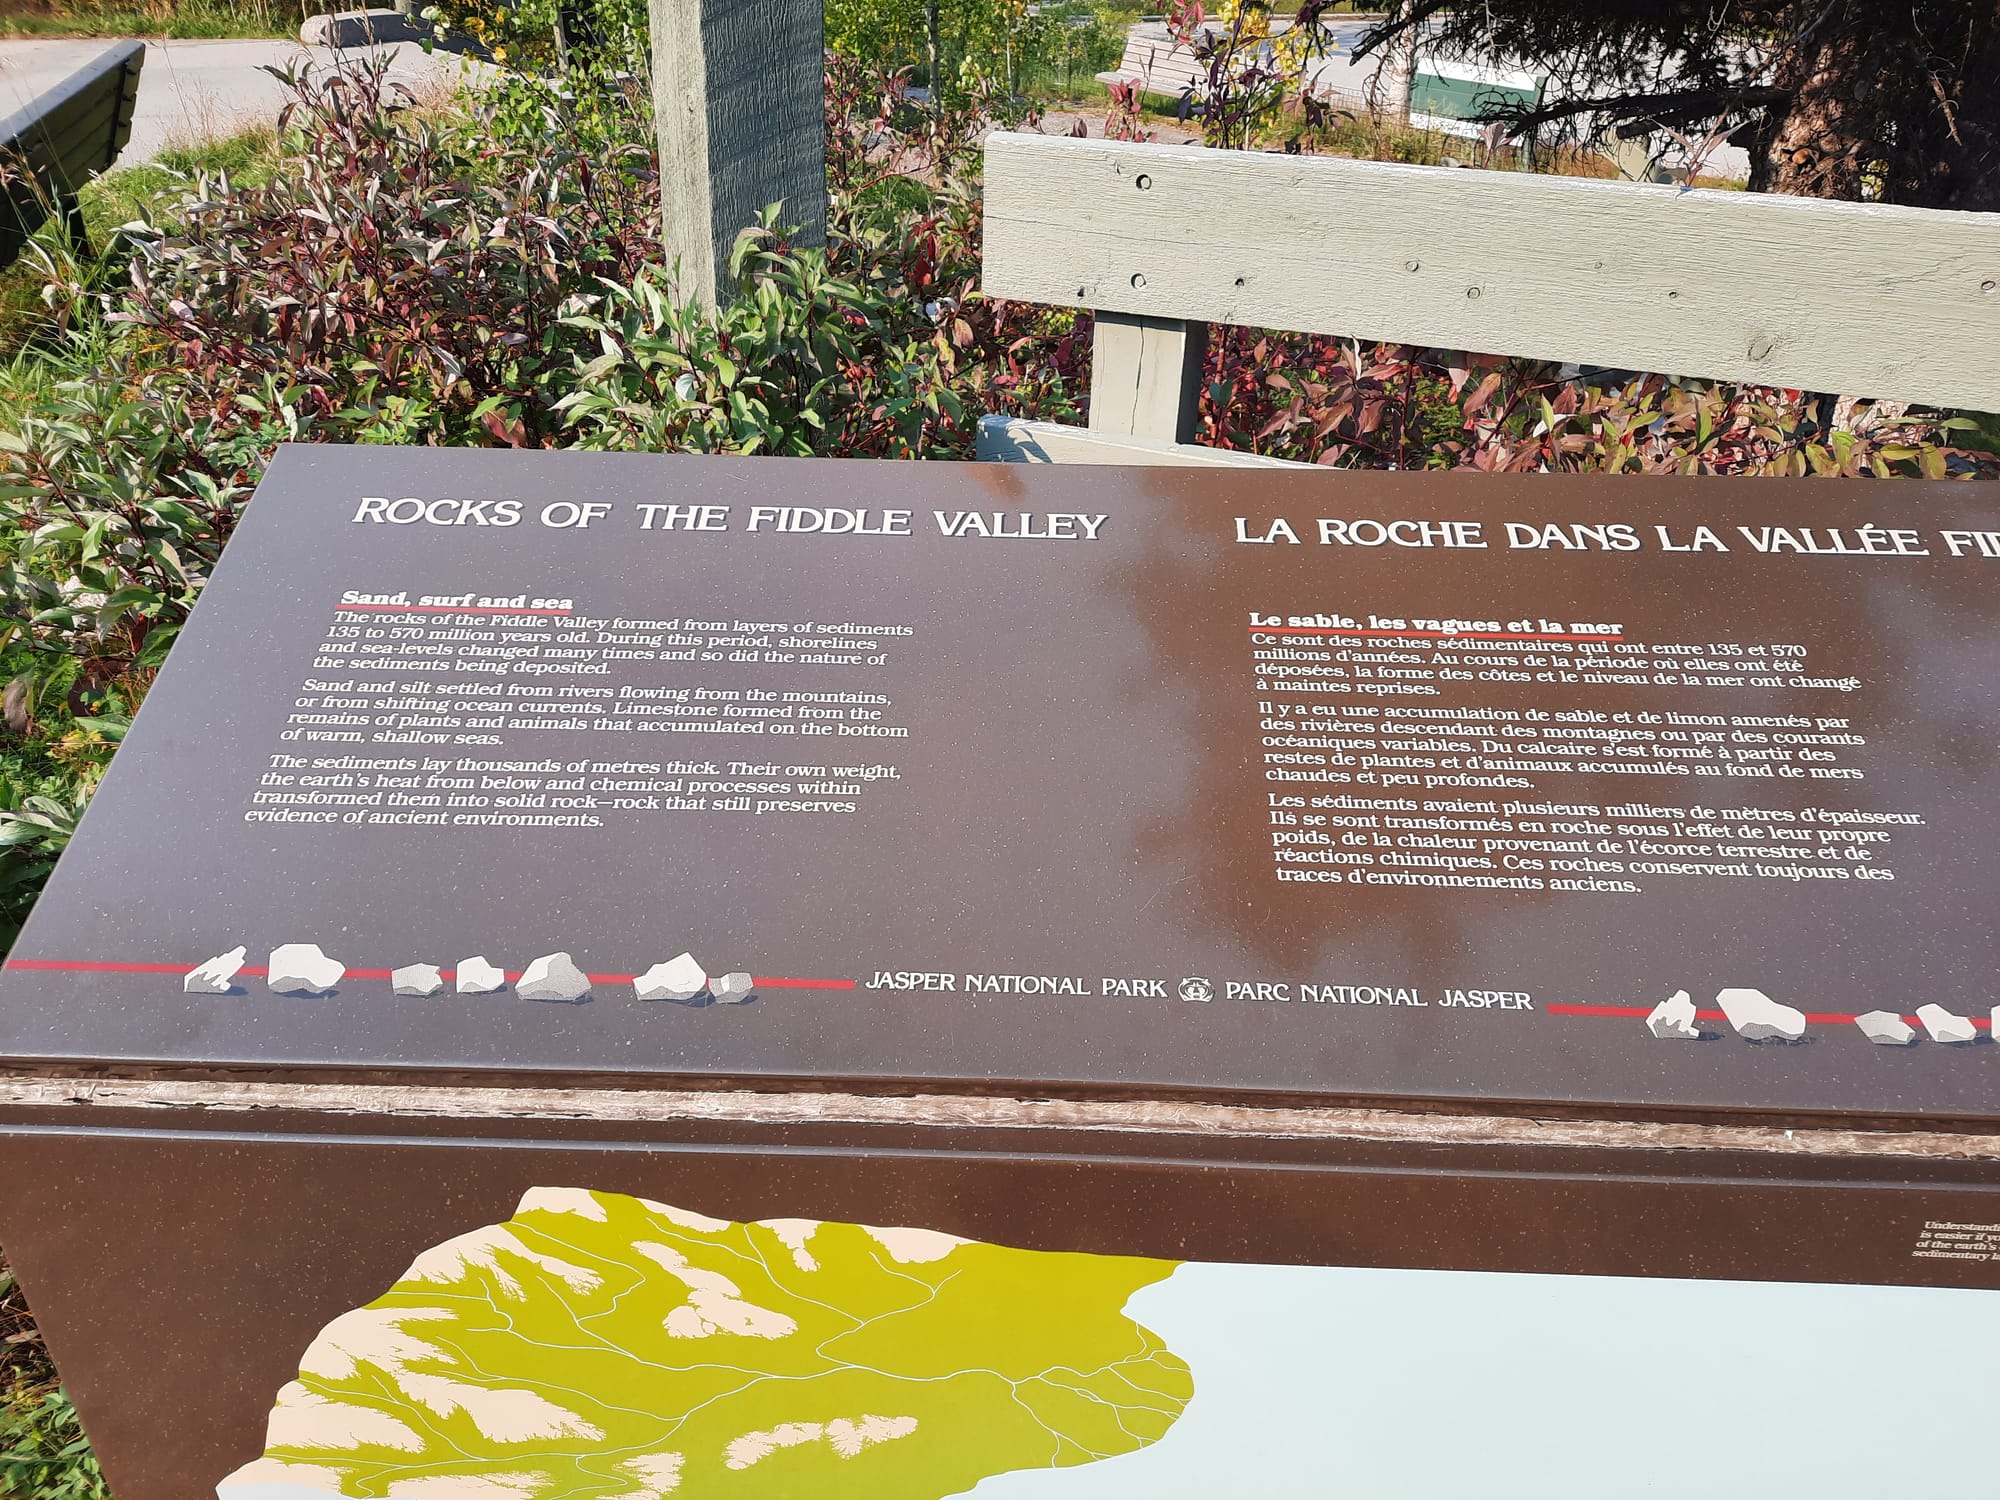 ROCKS OF THE FIDDLE VALLEY
Sand, surf and sea
The rocks of the Fiddle Valley formed from layers of sediments
135 to 570 million years old. During this period, shorelines
and sea-levels changed many times and so did the nature of
the sediments being deposited.
Sand and silt settled from rivers flowing from the mountains,
or from shifting ocean currents. Limestone formed from the
remains of plants and animals that accumulated on the bottom
of warm, shallow seas.
The sediments lay thousands of metres thick. Their own weight,
the earth's heat from below and chemical processes within
transformed them into solid rock—rock that still preserves
evidence of ancient environments.
LA ROCHE DANS LA VALLÉE
Le sable, les vagues et la mer
Ce sont des roches sédimentaires qui ont entre 135 et 570
millions d'années. Au cours de la période où elles ont été
déposées, la forme des côtes et le niveau de la mer ont changé
à maintes reprises.
Il y a eu une accumulation de sable et de limon amenés par
des rivières descendant des montagnes ou par des courants
océaniques variables. Du calcaire s'est formé à partir des
restes de plantes et d'animaux accumulés au fond de mers
chaudes et peu profondes.
Les sédiments avaient plusieurs milliers de mètres d'épaisseur.
Ils se sont transformés en roche sous l'effet de leur propre
poids, de la chaleur provenant de l'écorce terrestre et de
réactions chimiques. Ces roches conservent toujours des
traces d'environnements anciens.
JASPER NATIONAL PARK PARC NATIONAL JASPER
is easier if
of the earth's
sedimentary